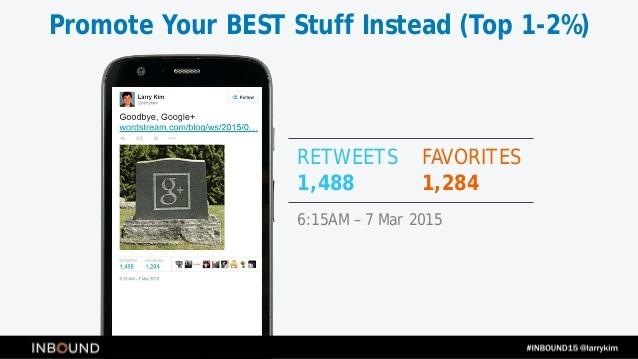 Promote Your BEST Stuff Instead (Top 1-2%)
Larry Kim
@larrykim
Follow
Goodbye, Google+
wordstream.com/blog/ws/2015/0…
g+
RETWEETS
1,488
FAVORITES
1,284
6:15 AM - 7 Mar 2015
RETWEETS FAVORITES
1,488 1,284
6:15AM – 7 Mar 2015
INBOUND
#INBOUND15 @larrykim